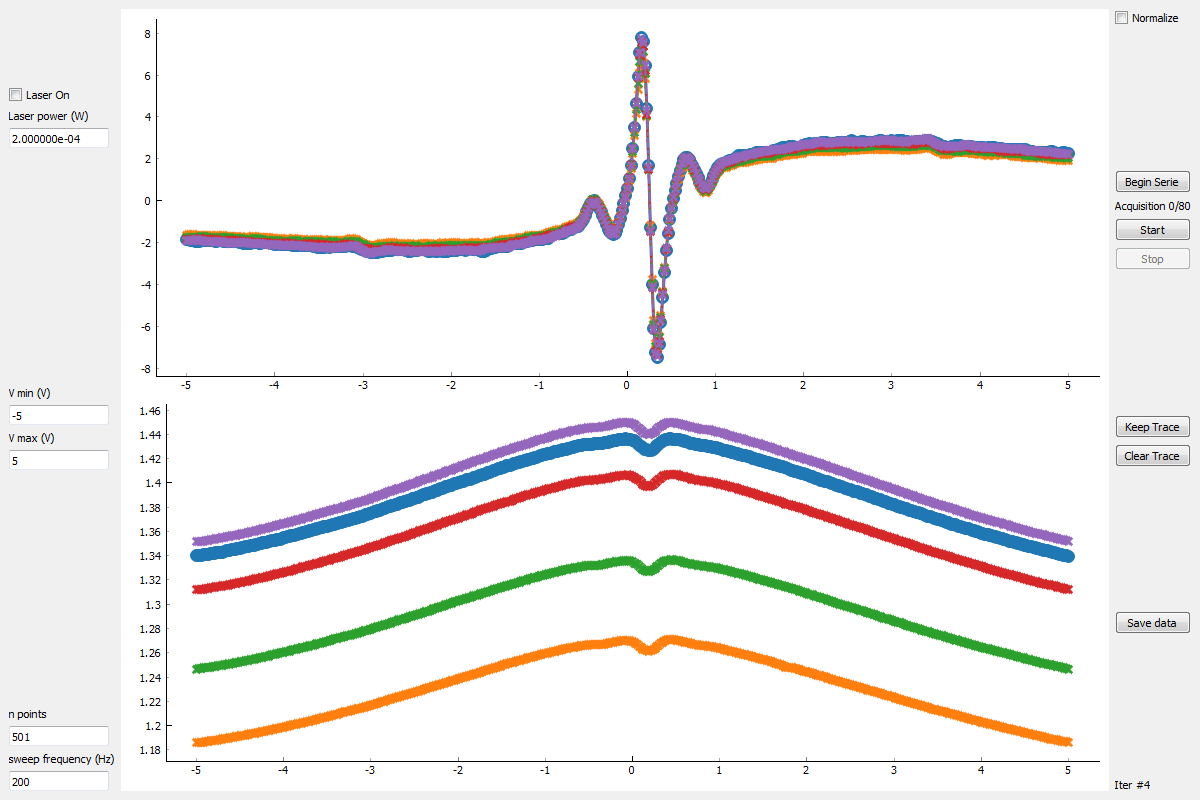 Laser On
Laser power (W)
2.000000e-04
V min (V)
-5
V max (V)
5
n points
501
sweep frequency (Hz)
200
8
6
4
2
0
-2
-4
-6
-8
-5 -4 -3 -2 -1 0 1 2 3 4 5
1.46
1.44
1.42
1.4
1.38
1.36
1.34
1.32
1.3
1.28
1.26
1.24
1.22
1.2
1.18
-5 -4 -3 -2 -1 0 1 2 3 4 5
Normalize
Begin Serie
Acquisition 0/80
Start
Stop
Keep Trace
Clear Trace
Save data
Iter #4